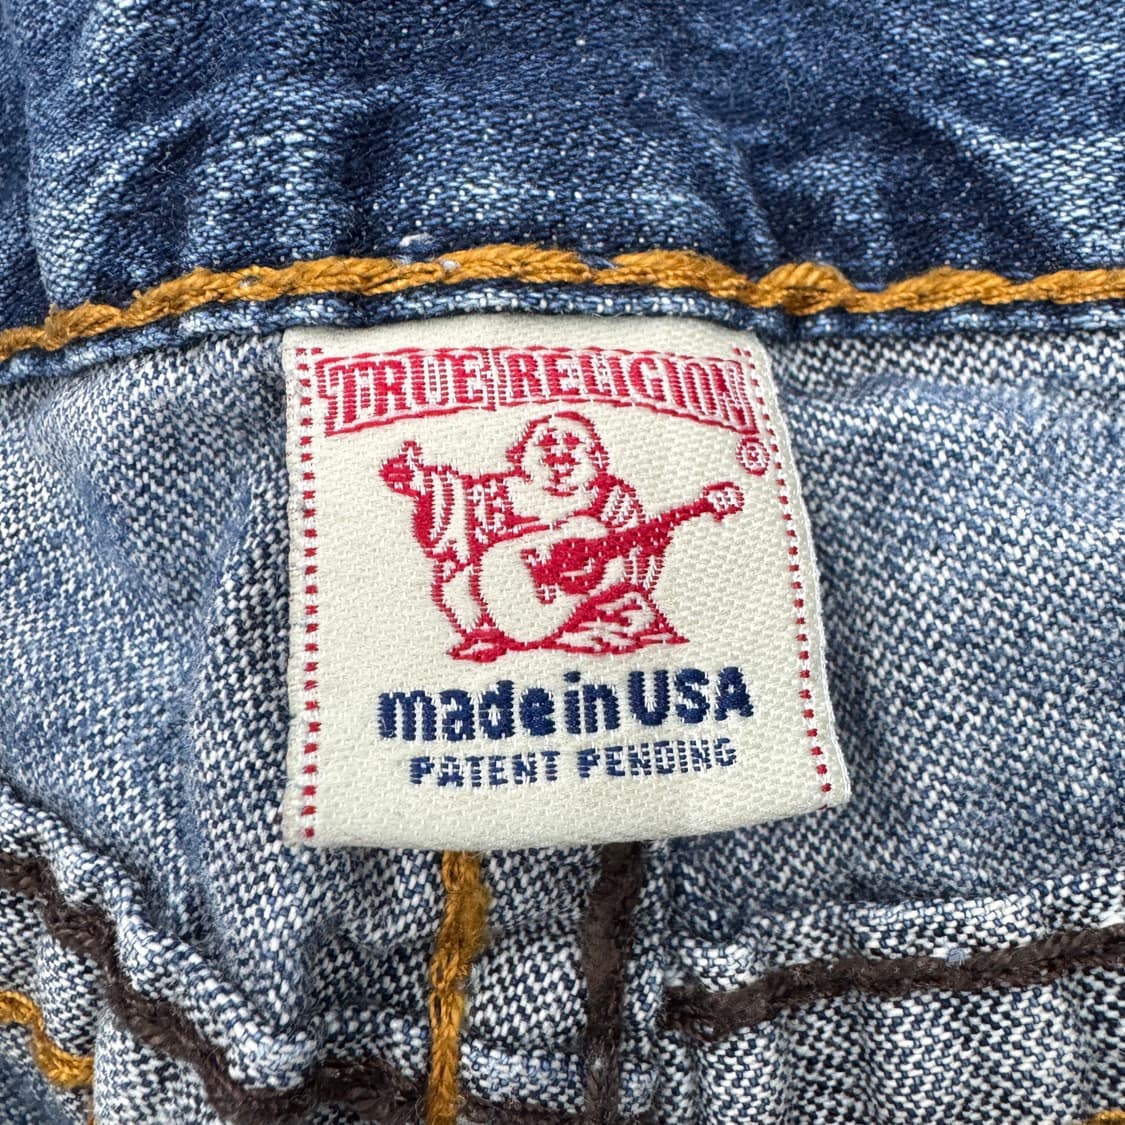 TRUE RELIGION
®
made in USA
PATENT PENDING